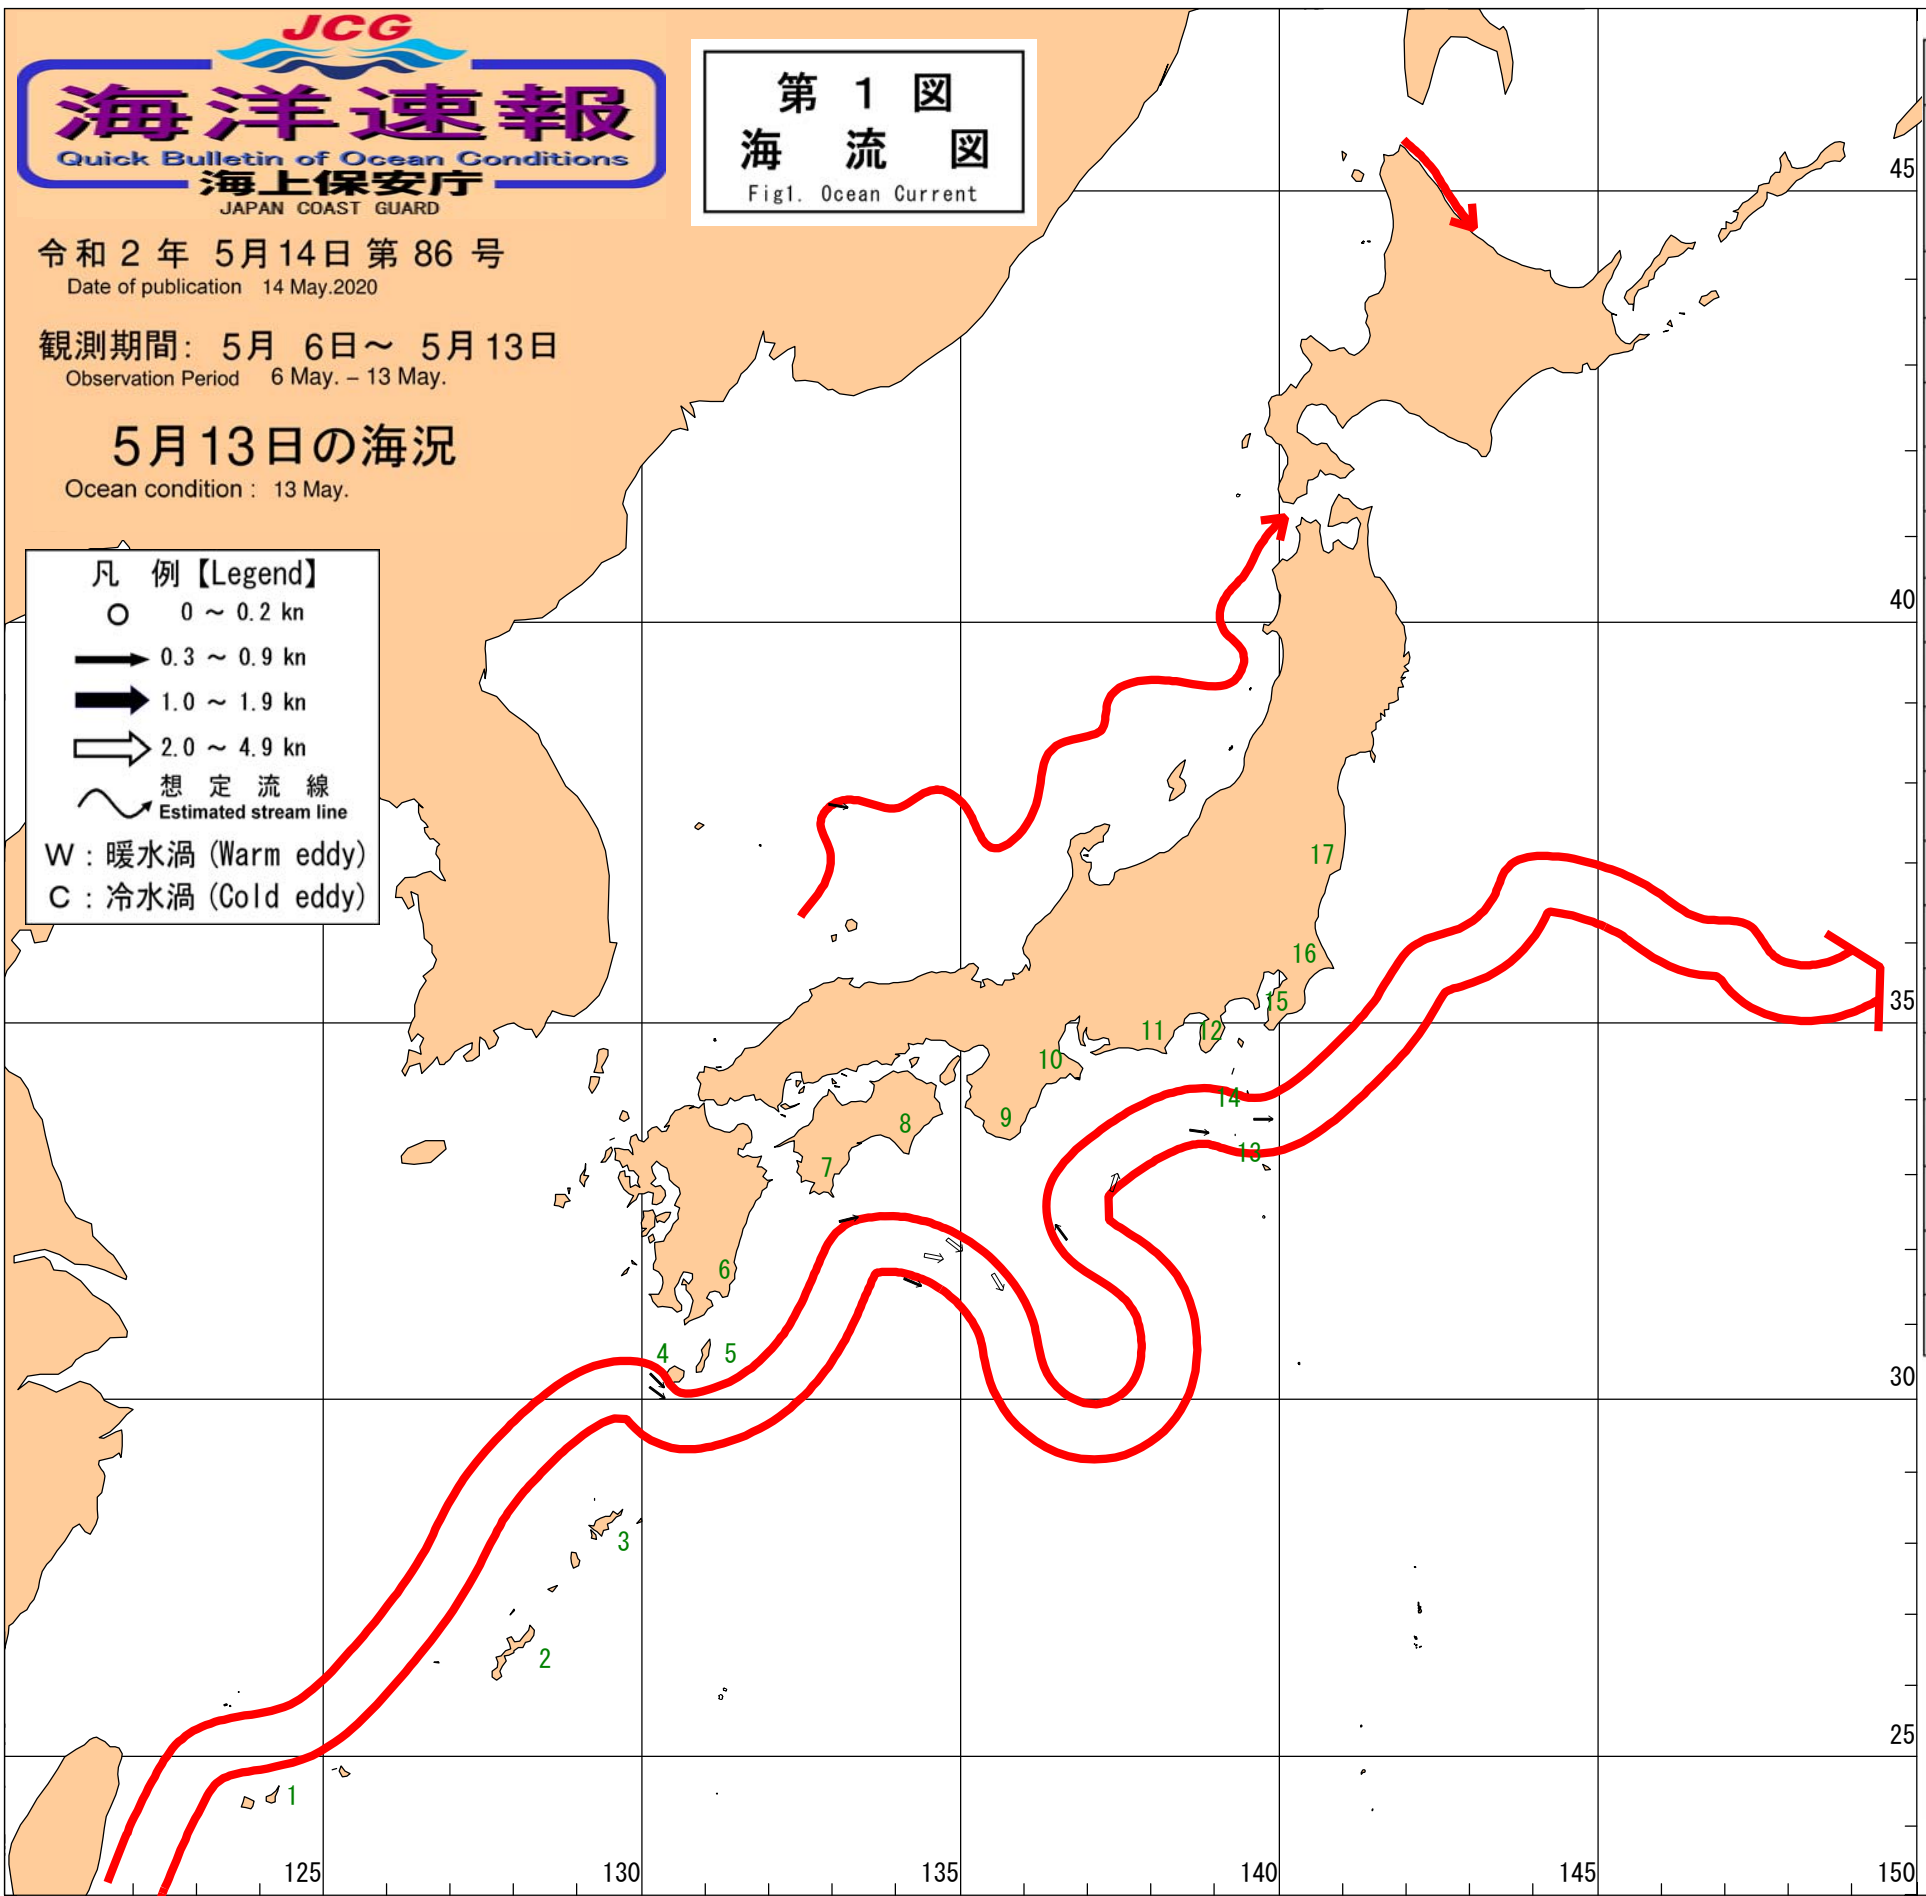 JCG
海洋速報
Quick Bulletin of Ocean Conditions
海上保安庁
JAPAN COAST GUARD
令和 2 年 5月14日 第 86 号
Date of publication 14 May.2020
観測期間: 5月 6日～ 5月13日
Observation Period 6 May. – 13 May.
5月13日の海況
Ocean condition : 13 May.
第 1 図
海 流 図
Fig1. Ocean Current
凡 例【Legend】
0 ～ 0.2 kn
0.3 ～ 0.9 kn
1.0 ～ 1.9 kn
2.0 ～ 4.9 kn
想 定 流 線
Estimated stream line
W : 暖水渦 (Warm eddy)
C : 冷水渦 (Cold eddy)
45
40
17
16
35
15
11
12
10
14
9
8
13
7
6
4
5
30
3
2
25
1
125
130
135
140
145
150